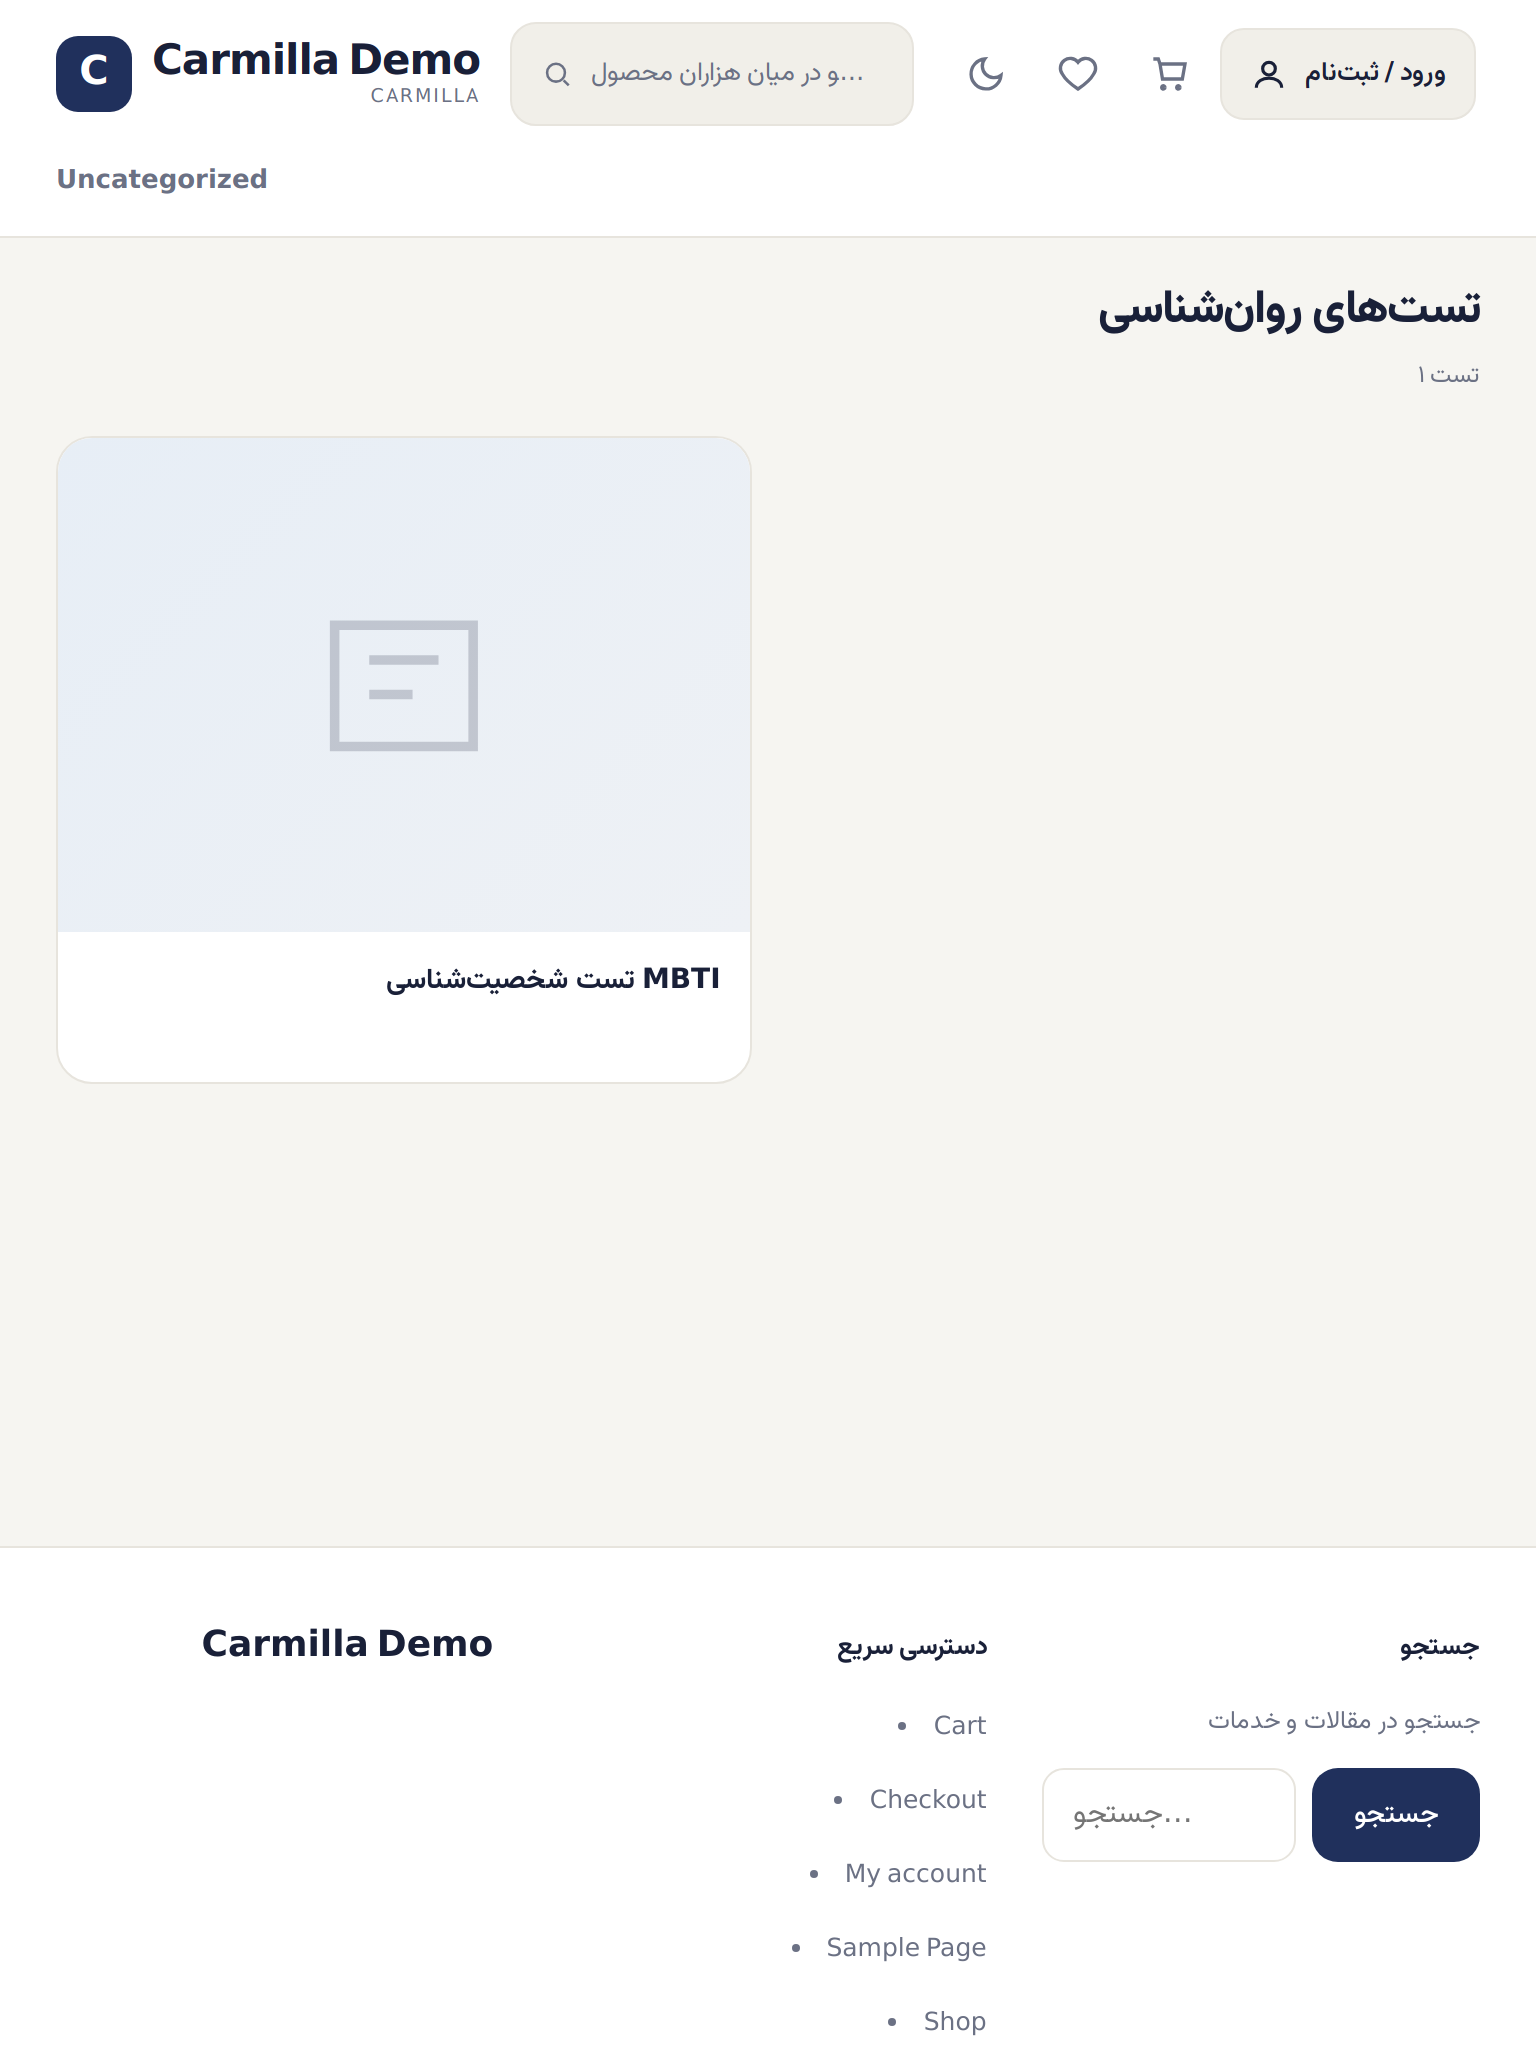 C
Carmilla Demo
CARMILLA
و در میان هزاران محصول...
ورود / ثبت‌نام
Uncategorized
تست‌های روان‌شناسی
تست ۱
MBTI تست شخصیت‌شناسی
Carmilla Demo
دسترسی سریع
Cart
Checkout
My account
Sample Page
Shop
جستجو
جستجو در مقالات و خدمات
جستجو...
جستجو